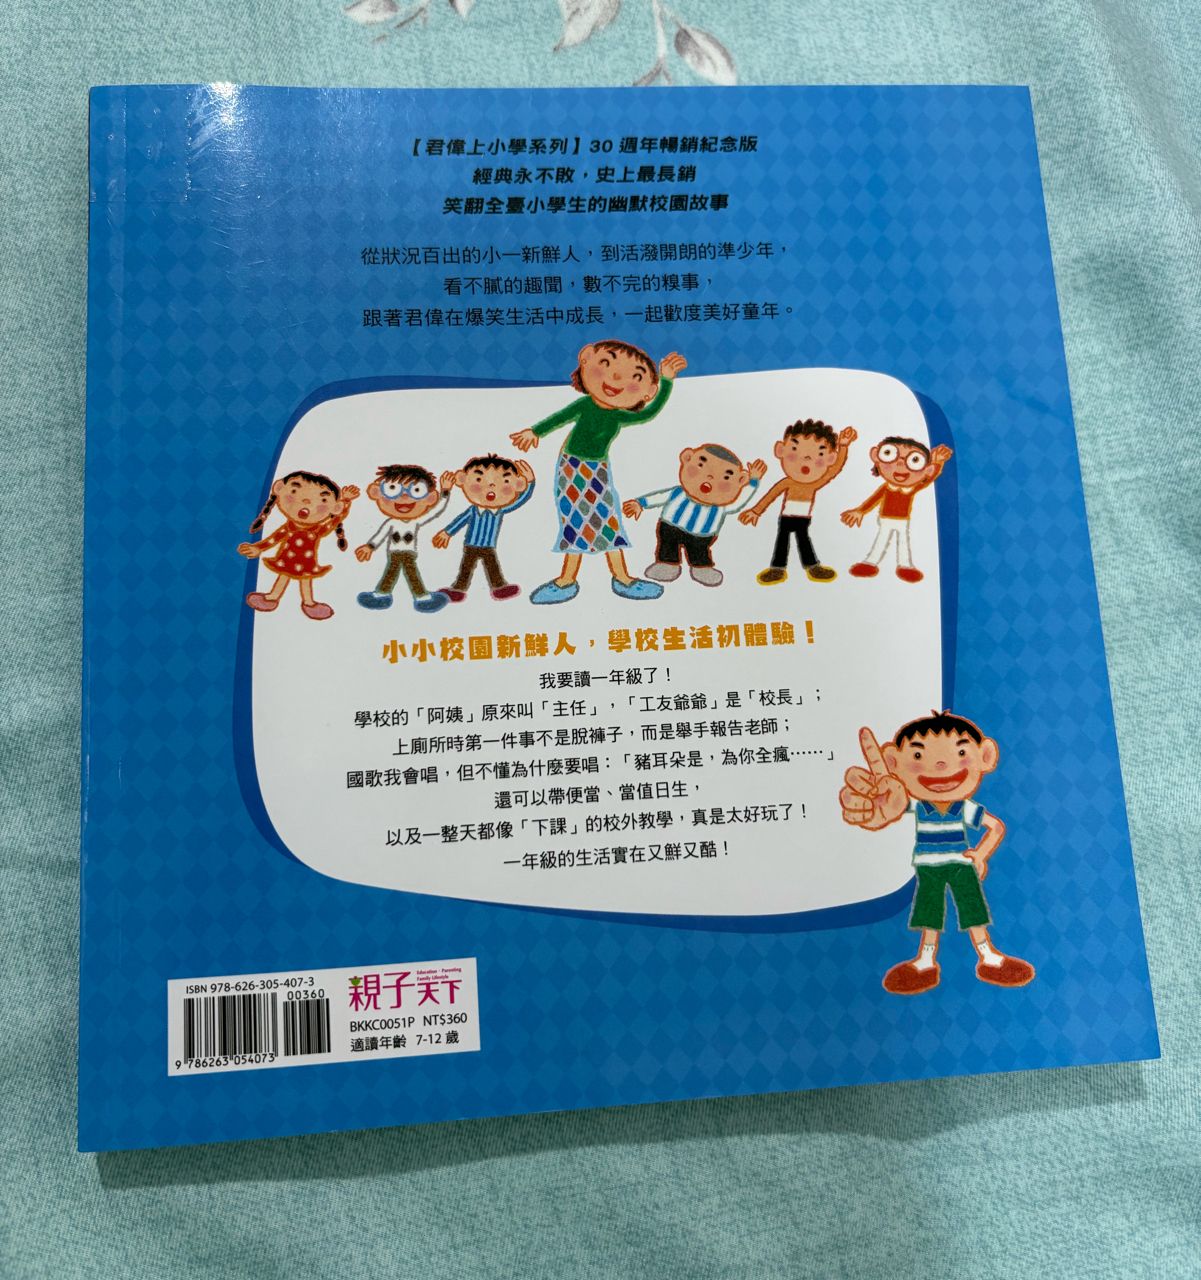 【君偉上小學系列】30 週年暢銷紀念版
經典永不敗，史上最長銷
笑翻全臺小學生的幽默校園故事
從狀況百出的小一新鮮人，到活潑開朗的準少年，
看不膩的趣聞，數不完的糗事，
跟著君偉在爆笑生活中成長，一起歡度美好童年。
小小校園新鮮人，學校生活初體驗！
我要讀一年級了！
學校的「阿姨」原來叫「主任」，「工友爺爺」是「校長」；
上廁所時第一件事不是脫褲子，而是舉手報告老師；
國歌我會唱，但不懂為什麼要唱：「豬耳朵是，為你全瘋……」
還可以帶便當、當值日生，
以及一整天都像「下課」的校外教學，真是太好玩了！
一年級的生活實在又鮮又酷！
ISBN 978-626-305-407-3
00360
9 786263 054073
Education・Parenting
Family Lifestyle
親子天下
BKKC0051P NT$360
適讀年齡 7-12 歲